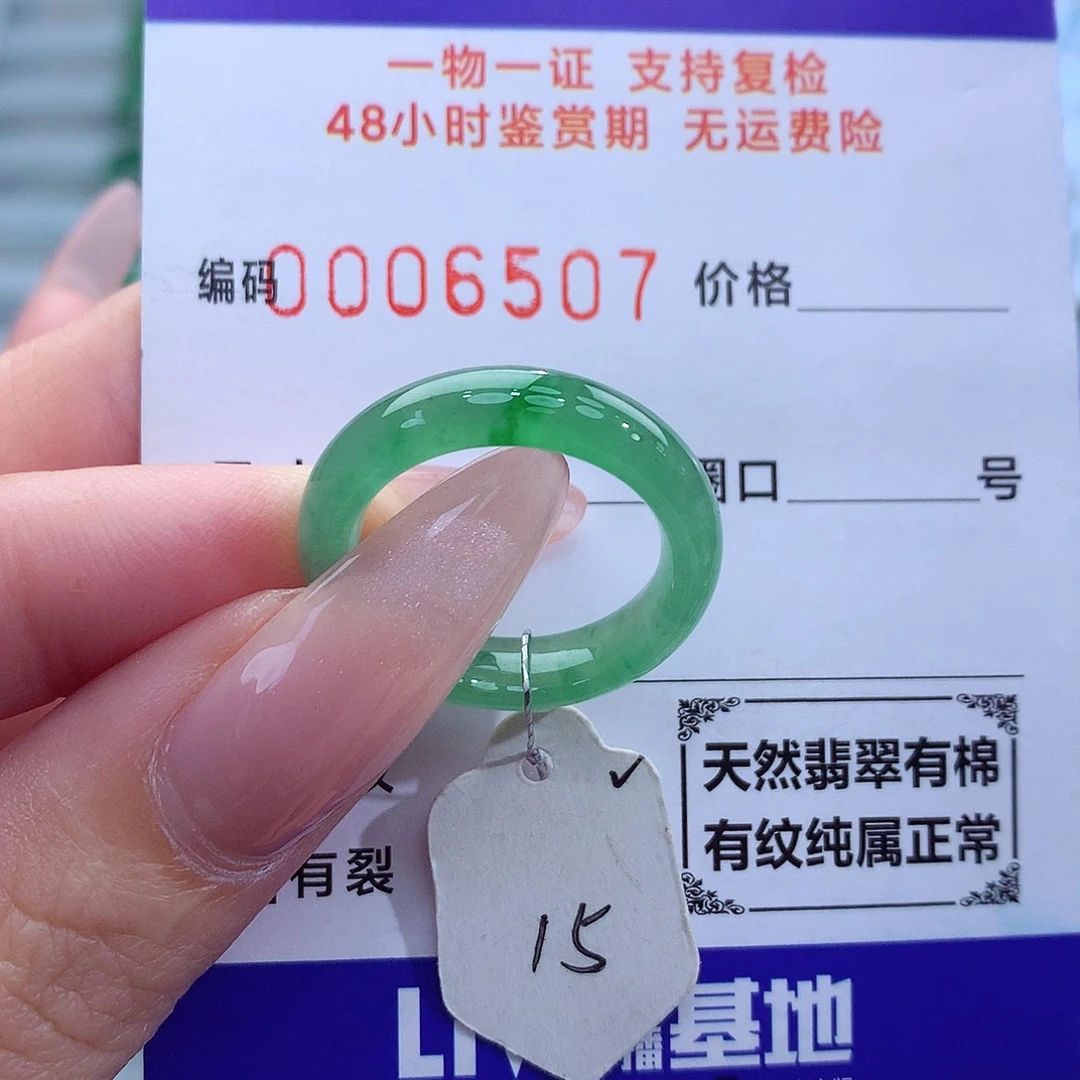 一物一证 支持复检
48小时鉴赏期 无运费险
编码0006507 价格
圈口 号
天然翡翠有棉
有纹纯属正常
有裂
✓
15
LIV 播基地